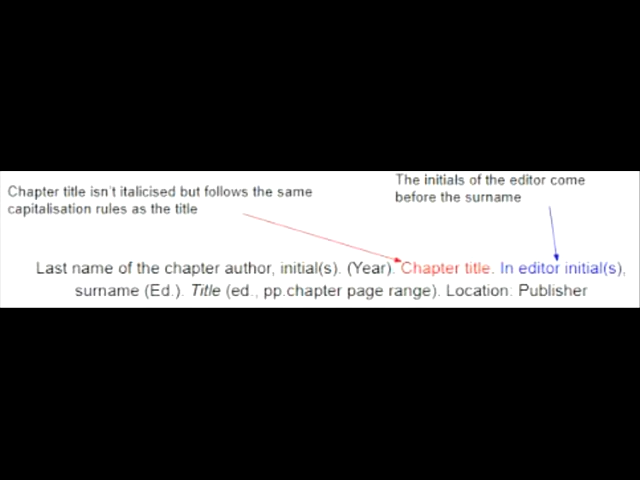 Chapter title isn't italicised but follows the same
capitalisation rules as the title
The initials of the editor come
before the surname
Last name of the chapter author, initial(s). (Year). Chapter title. In editor initial(s),
surname (Ed.). Title (ed., pp.chapter page range). Location: Publisher